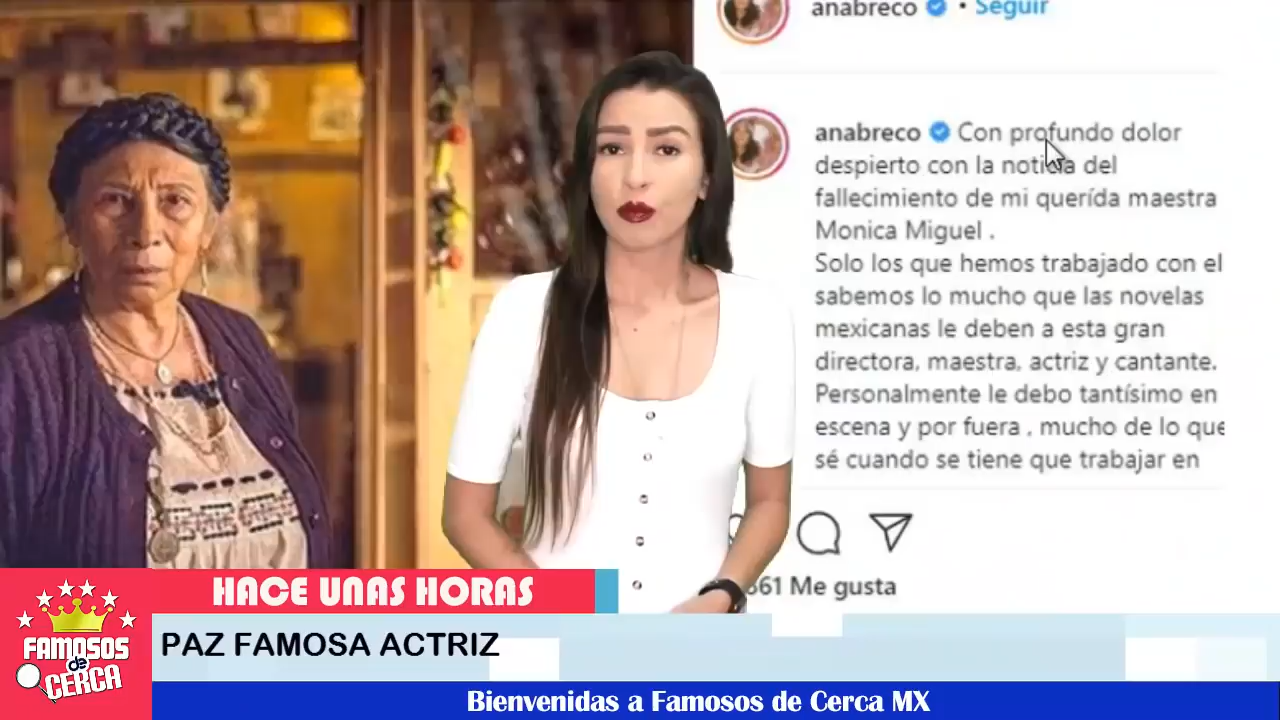 anabreco • Seguir
anabreco Con profundo dolor
despierto con la noticia del
fallecimiento de mi querída maestra
Monica Miguel .
Solo los que hemos trabajado con el
sabemos lo mucho que las novelas
mexicanas le deben a esta gran
directora, maestra, actriz y cantante.
Personalmente le debo tantísimo en
escena y por fuera , mucho de lo que
sé cuando se tiene que trabajar en
661 Me gusta
HACE UNAS HORAS
PAZ FAMOSA ACTRIZ
FAMOSOS
de
CERCA
Bienvenidas a Famosos de Cerca MX